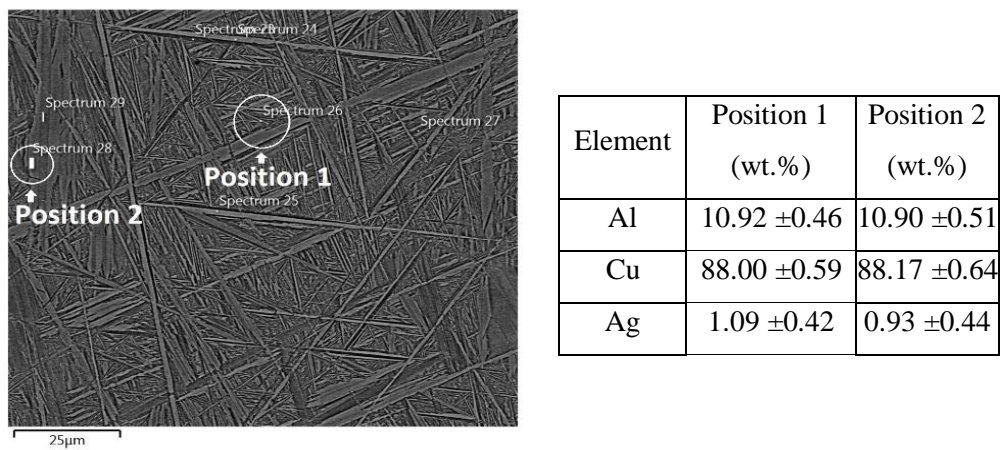 Spectrum 24
Spectrum 29
Spectrum 26
Spectrum 27
Spectrum 28
Position 1
Spectrum 25
Position 2
25μm
Element Position 1 (wt.%) Position 2 (wt.%)
Al 10.92 ±0.46 10.90 ±0.51
Cu 88.00 ±0.59 88.17 ±0.64
Ag 1.09 ±0.42 0.93 ±0.44